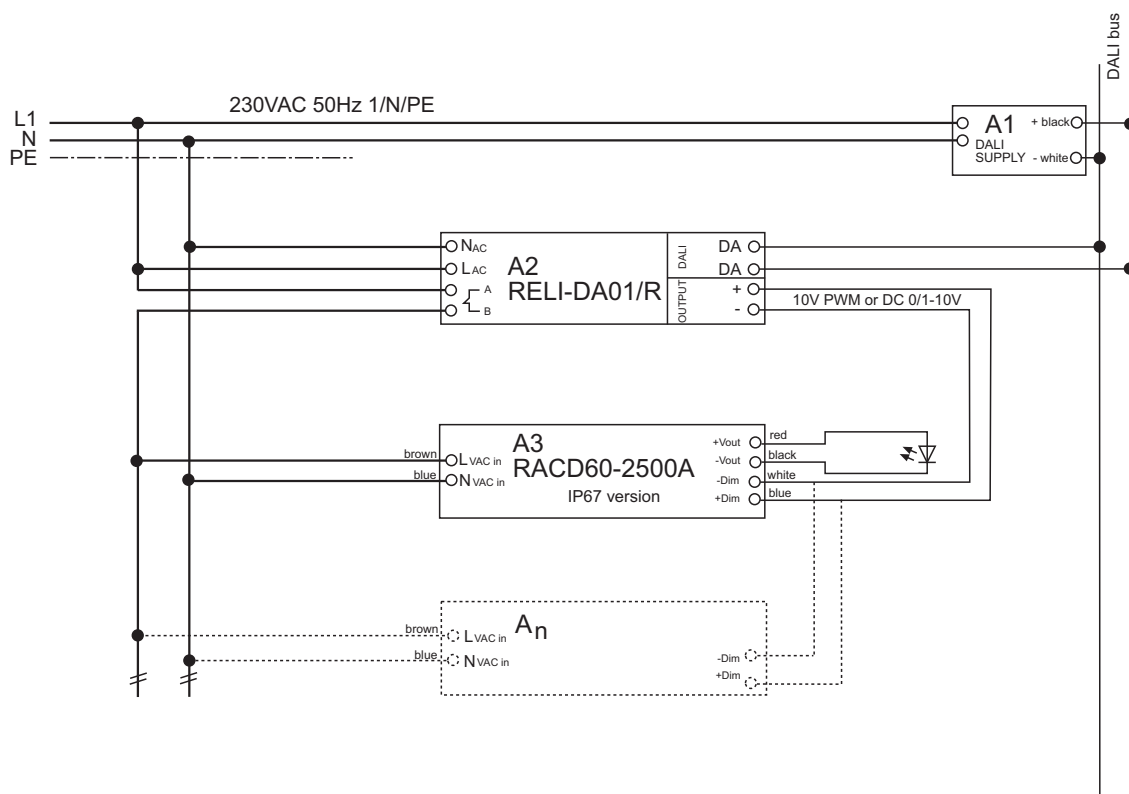 DALI bus
230VAC 50Hz 1/N/PE
L1
N
PE
A1
DALI
SUPPLY
+ black
- white
NAC
LAC
A
B
A2
RELI-DA01/R
DALI
OUTPUT
DA
DA
+
-
10V PWM or DC 0/1-10V
brown
blue
L VAC in
N VAC in
A3
RACD60-2500A
IP67 version
+Vout
-Vout
-Dim
+Dim
red
black
white
blue
brown
blue
L VAC in
N VAC in
An
-Dim
+Dim